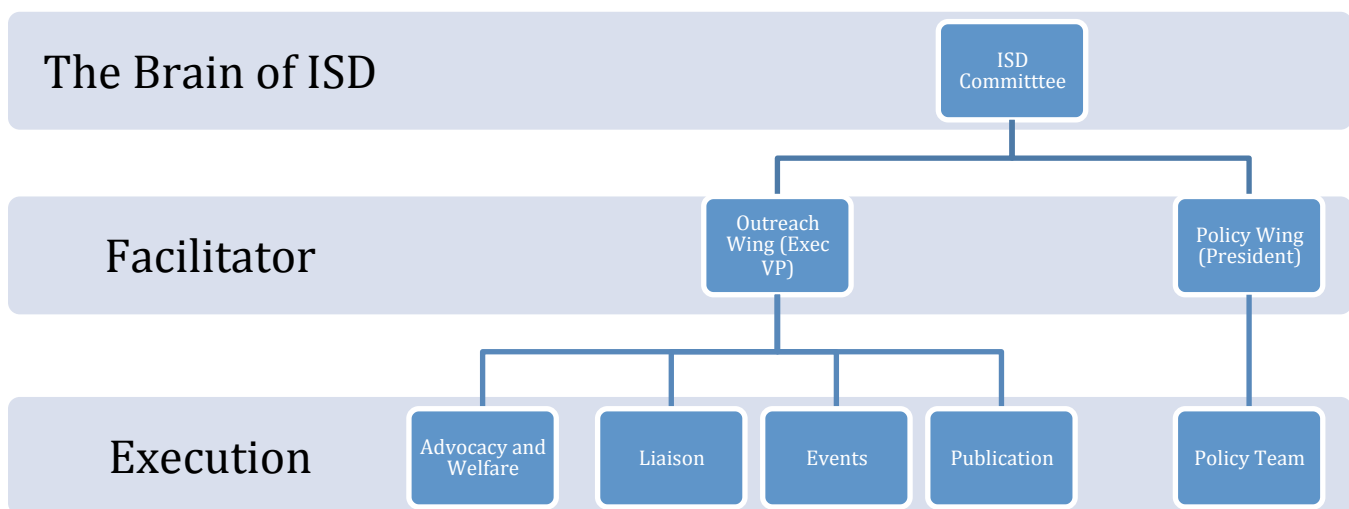 The Brain of ISD
ISD
Committtee
Facilitator
Outreach
Wing (Exec
VP)
Policy Wing
(President)
Execution
Advocacy and
Welfare
Liaison
Events
Publication
Policy Team